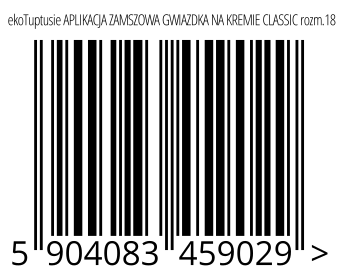 ekoTuptusie APLIKACJA ZAMSZOWA GWIAZDKA NA KREMIE CLASSIC rozm.18
5 904083 459029 >